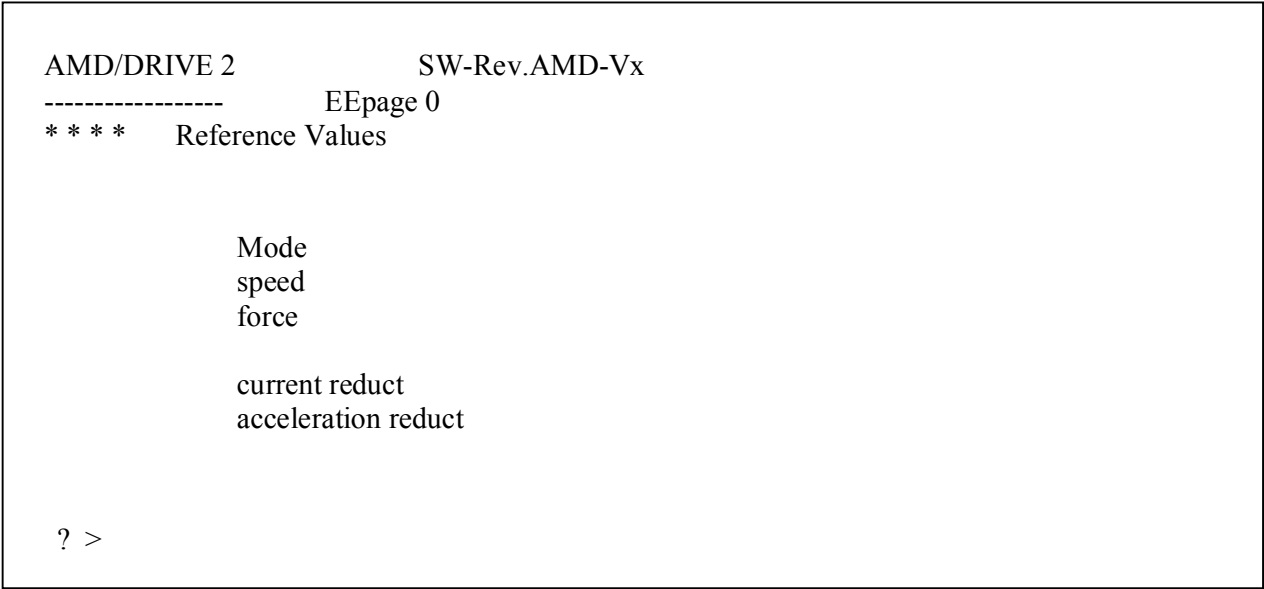 AMD/DRIVE 2 SW-Rev.AMD-Vx
------------------ EEpage 0
* * * * Reference Values
Mode
speed
force
current reduct
acceleration reduct
? >